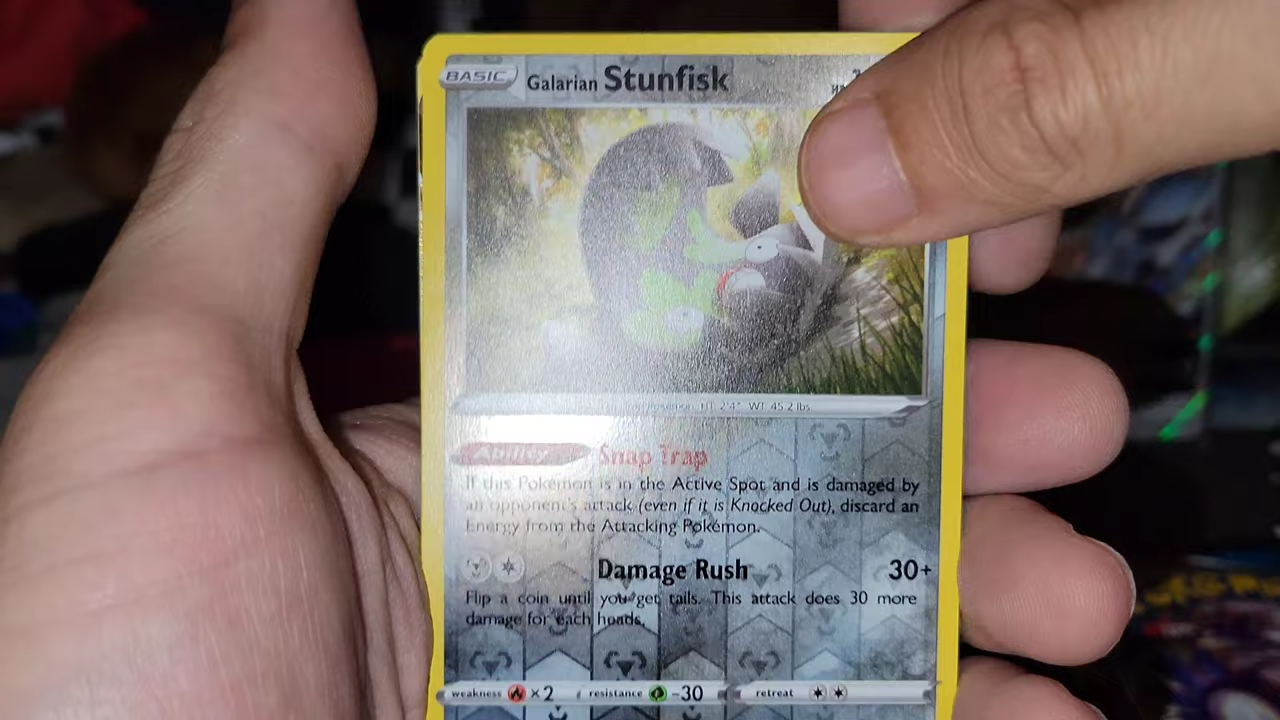 BASIC Galarian Stunfisk
Pokémon. HT: 2'4" WT: 45.2 lbs.
Ability Snap Trap
If this Pokémon is in the Active Spot and is damaged by
an opponent's attack (even if it is Knocked Out), discard an
Energy from the Attacking Pokémon.
Damage Rush 30+
Flip a coin until you get tails. This attack does 30 more
damage for each heads.
weakness ×2 resistance -30 retreat